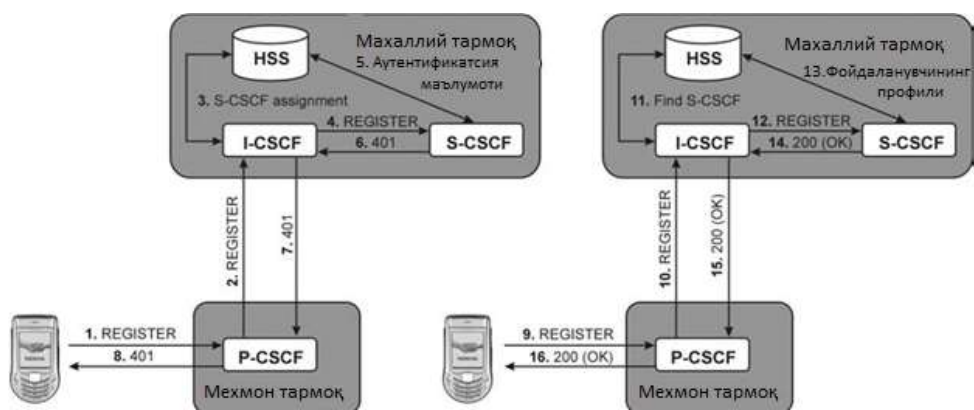 HSS
Махаллий тармоқ
5. Аутентификатсия
маълумоти
3. S-CSCF assignment
4. REGISTER
I-CSCF
6. 401
S-CSCF
2. REGISTER
7. 401
1. REGISTER
8. 401
P-CSCF
Мехмон тармоқ
HSS
Махаллий тармоқ
13.Фойдаланувчининг
профили
11. Find S-CSCF
12. REGISTER
I-CSCF
14. 200 (OK)
S-CSCF
10. REGISTER
15. 200 (OK)
9. REGISTER
16. 200 (OK)
P-CSCF
Мехмон тармоқ